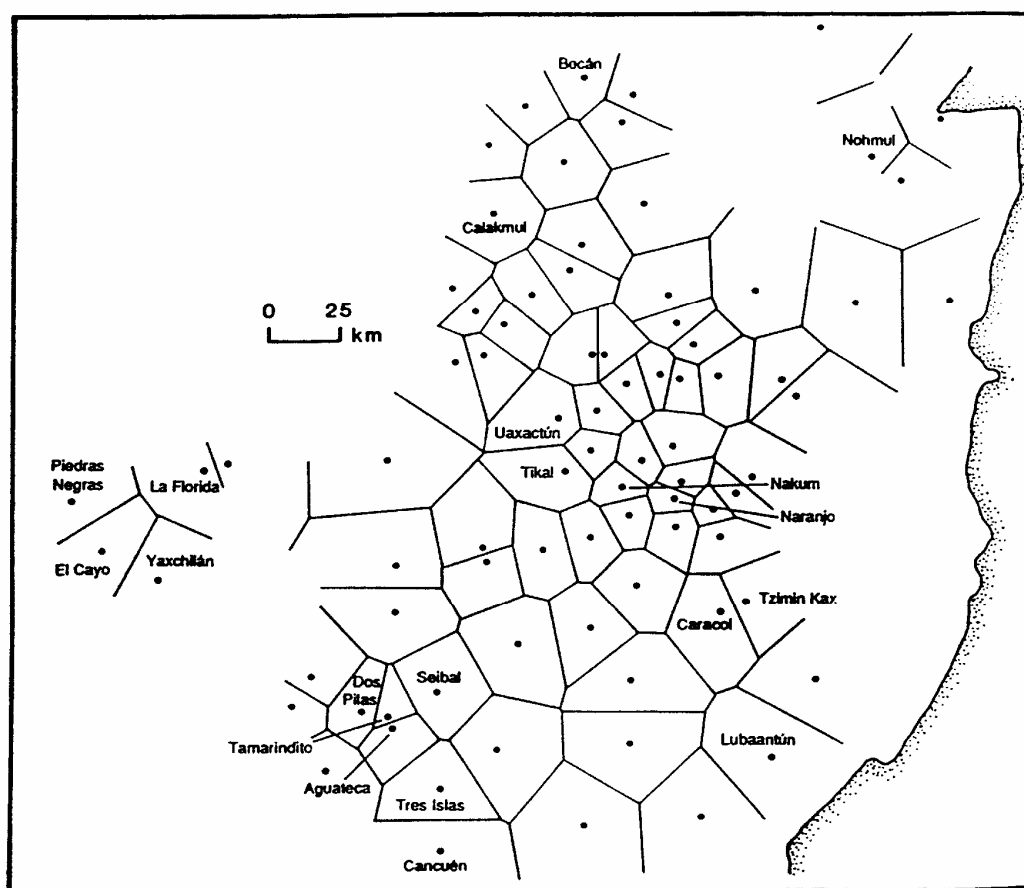 Bocán
Nohmul
Calakmul
0 25
km
Uaxactún
Tikal
Piedras
Negras
La Florida
Nakum
Naranjo
El Cayo
Yaxchilán
Tzimin Kax
Caracol
Seibal
Dos
Pilas
Tamarindito
Lubaantún
Aguateca
Tres Islas
Cancuén